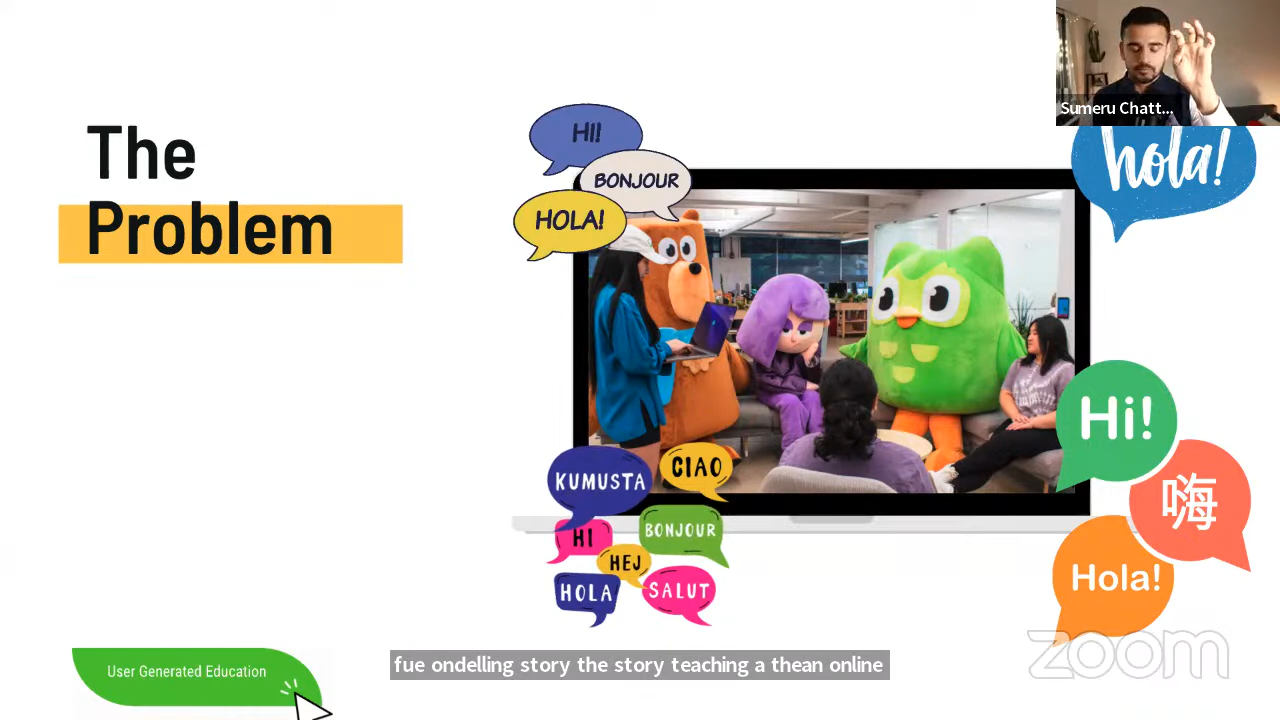 The
Problem
HI!
BONJOUR
HOLA!
Sumeru Chatt...
hola!
KUMUSTA
CIAO
HI
BONJOUR
HEJ
HOLA
SALUT
Hi!
嗨
Hola!
User Generated Education
fue ondelling story the story teaching a thean online
zoom